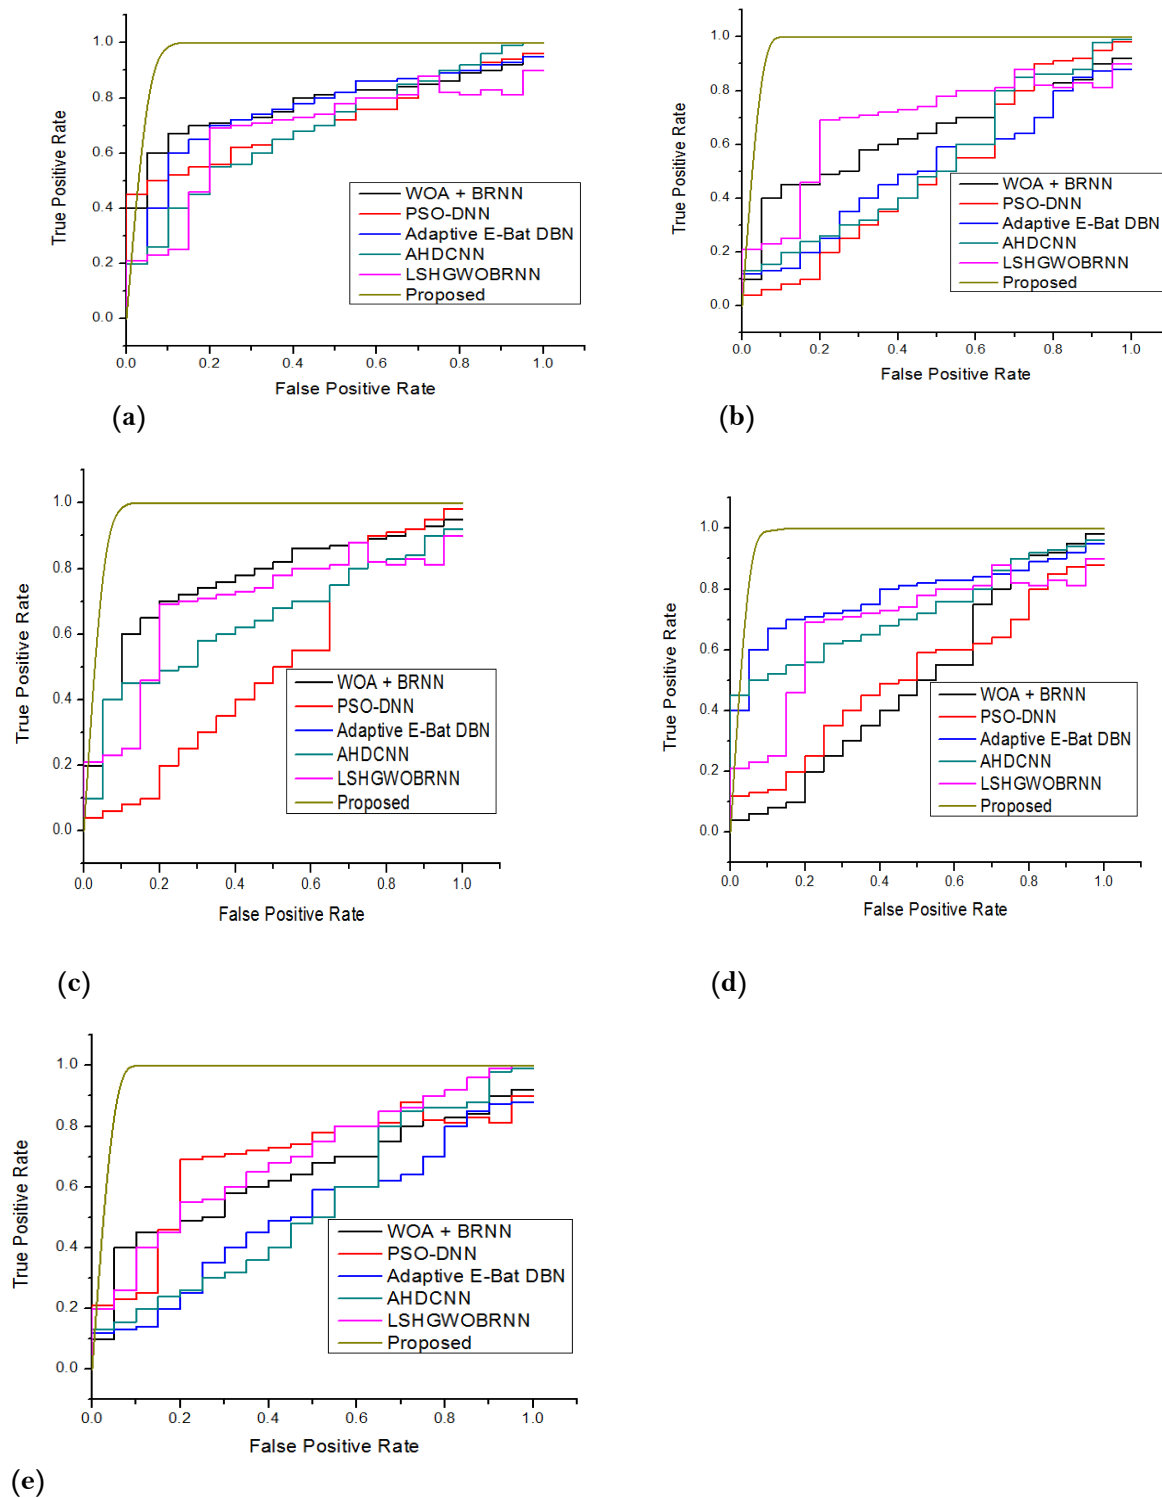 1.0
0.8
0.6
0.4
0.2
0.0
True Positive Rate
WOA + BRNN
PSO-DNN
Adaptive E-Bat DBN
AHDCNN
LSHGWOBRNN
Proposed
0.0 0.2 0.4 0.6 0.8 1.0
False Positive Rate
(a)
1.0
0.8
0.6
0.4
0.2
0.0
True Positive Rate
WOA + BRNN
PSO-DNN
Adaptive E-Bat DBN
AHDCNN
LSHGWOBRNN
Proposed
0.0 0.2 0.4 0.6 0.8 1.0
False Positive Rate
(b)
1.0
0.8
0.6
0.4
0.2
0.0
True Positive Rate
WOA + BRNN
PSO-DNN
Adaptive E-Bat DBN
AHDCNN
LSHGWOBRNN
Proposed
0.0 0.2 0.4 0.6 0.8 1.0
False Positive Rate
(c)
1.0
0.8
0.6
0.4
0.2
0.0
True Positive Rate
WOA + BRNN
PSO-DNN
Adaptive E-Bat DBN
AHDCNN
LSHGWOBRNN
Proposed
0.0 0.2 0.4 0.6 0.8 1.0
False Positive Rate
(d)
1.0
0.8
0.6
0.4
0.2
0.0
True Positive Rate
WOA + BRNN
PSO-DNN
Adaptive E-Bat DBN
AHDCNN
LSHGWOBRNN
Proposed
0.0 0.2 0.4 0.6 0.8 1.0
False Positive Rate
(e)